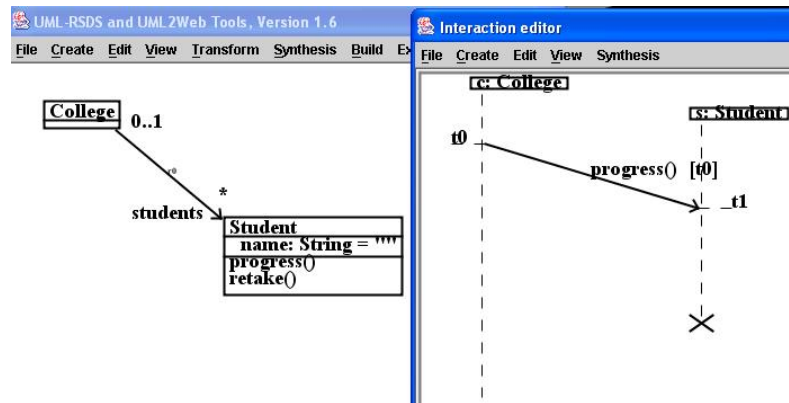 UML-RSDS and UML2Web Tools, Version 1.6
File Create Edit View Transform Synthesis Build
College
0..1
*
students
Student
name: String = ""
progress()
retake()
Interaction editor
File Create Edit View Synthesis
c: College
s: Student
t0
progress() [t0]
_t1